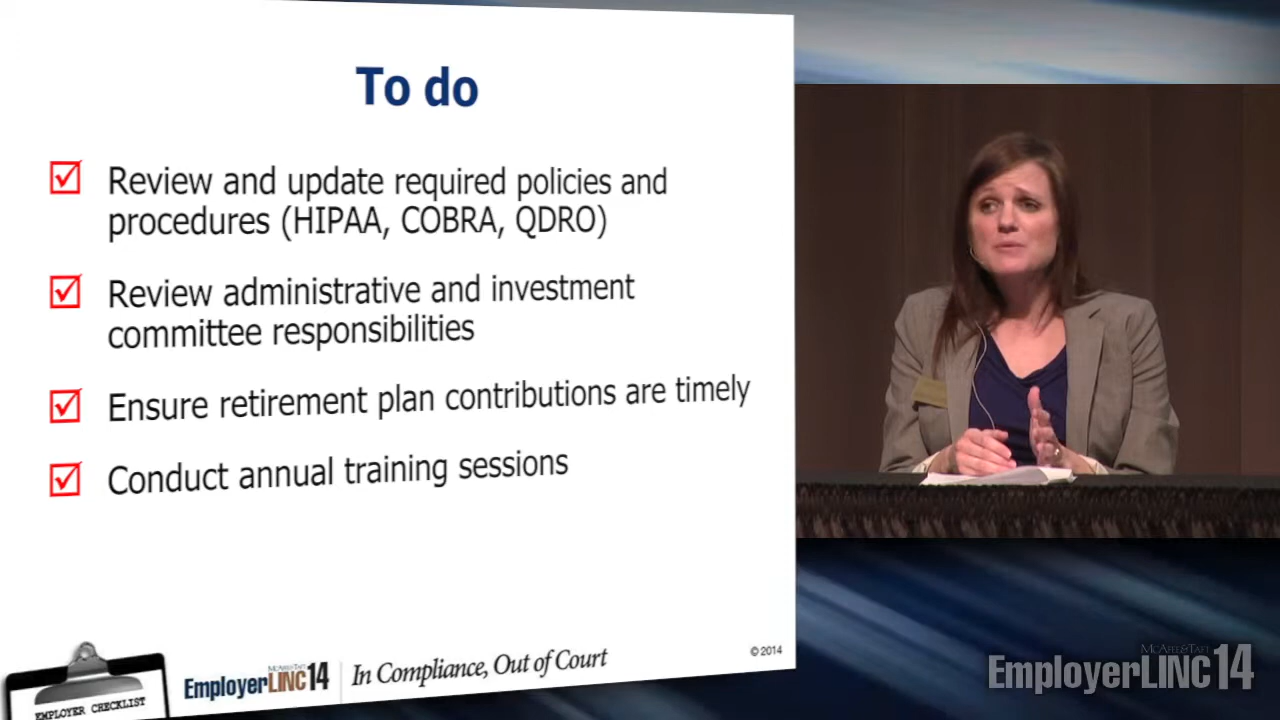 To do
Review and update required policies and
procedures (HIPAA, COBRA, QDRO)
Review administrative and investment
committee responsibilities
Ensure retirement plan contributions are timely
Conduct annual training sessions
EMPLOYER CHECKLIST
MCAFEE&TAFT
EmployerLINC14
In Compliance, Out of Court
© 2014
MCAFEE&TAFT
EmployerLINC14